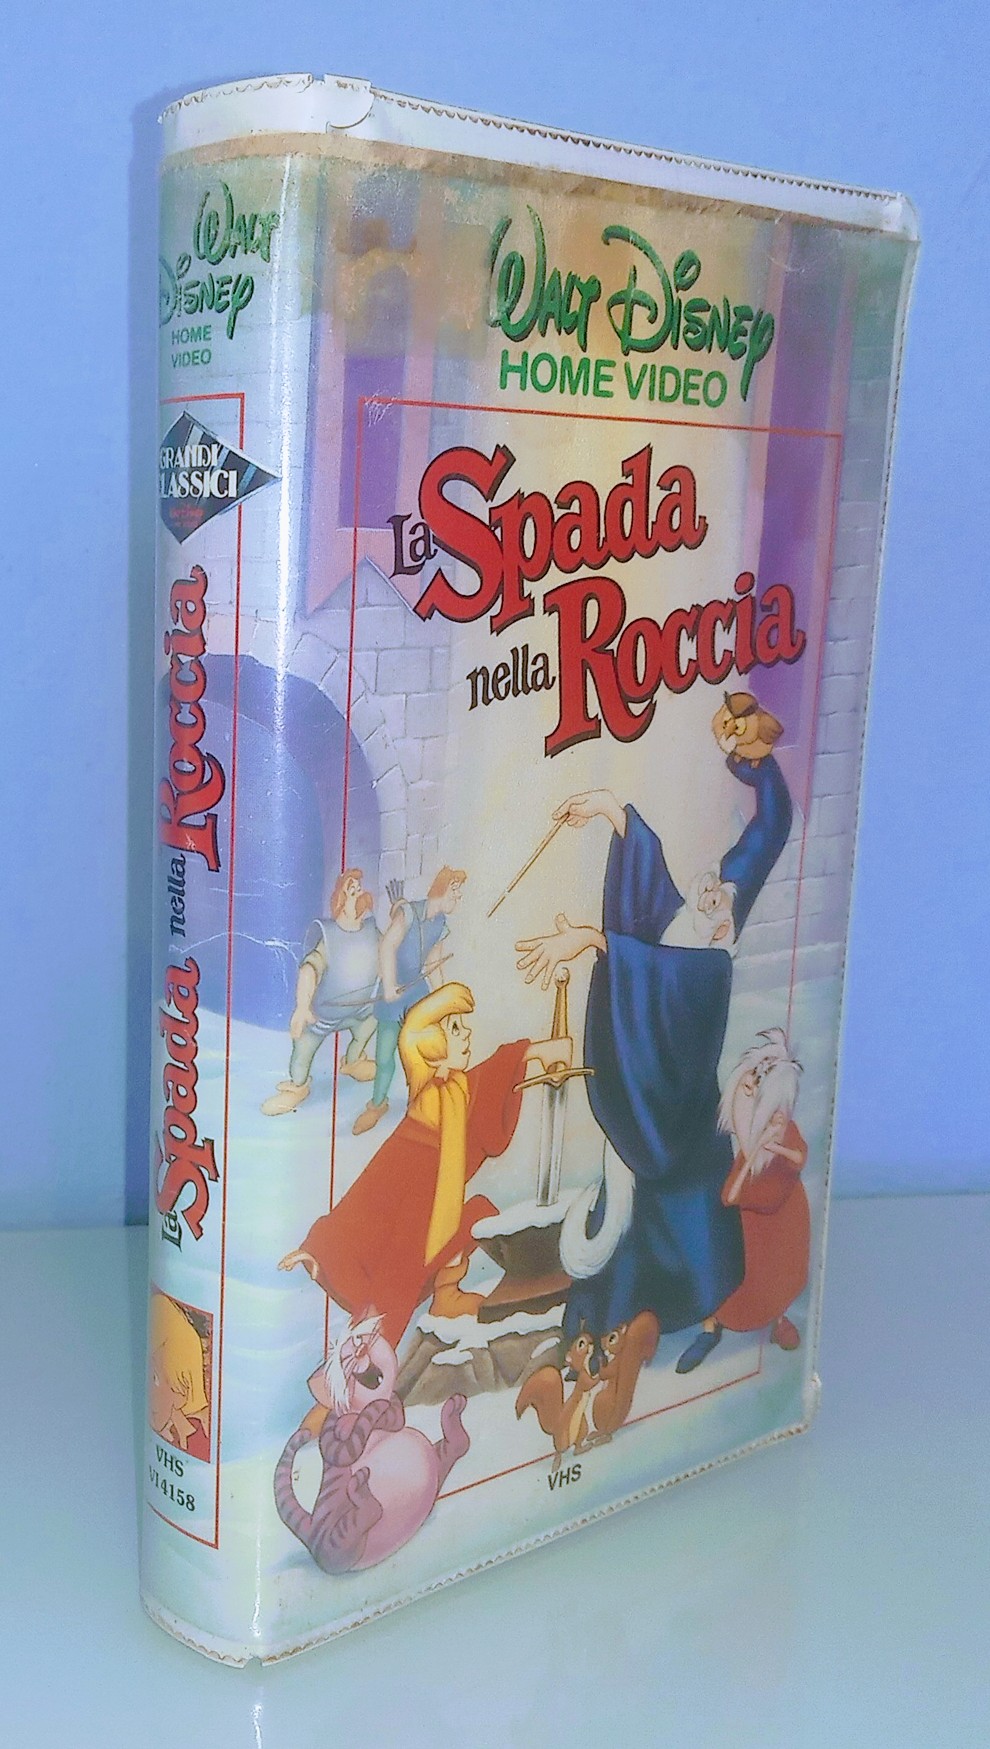 Walt
Disney
HOME
VIDEO
GRANDI
CLASSICI
La Spada nella Roccia
VHS
VI4158
Walt Disney
HOME VIDEO
La Spada
nella Roccia
VHS